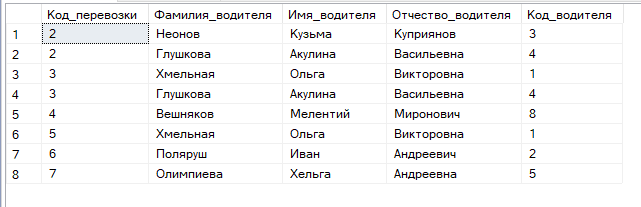 Код_перевозки Фамилия_водителя Имя_водителя Отчество_водителя Код_водителя
1 2 Неонов Кузьма Куприянов 3
2 2 Глушкова Акулина Васильевна 4
3 3 Хмельная Ольга Викторовна 1
4 3 Глушкова Акулина Васильевна 4
5 4 Вешняков Мелентий Миронович 8
6 5 Хмельная Ольга Викторовна 1
7 6 Поляруш Иван Андреевич 2
8 7 Олимпиева Хельга Андреевна 5